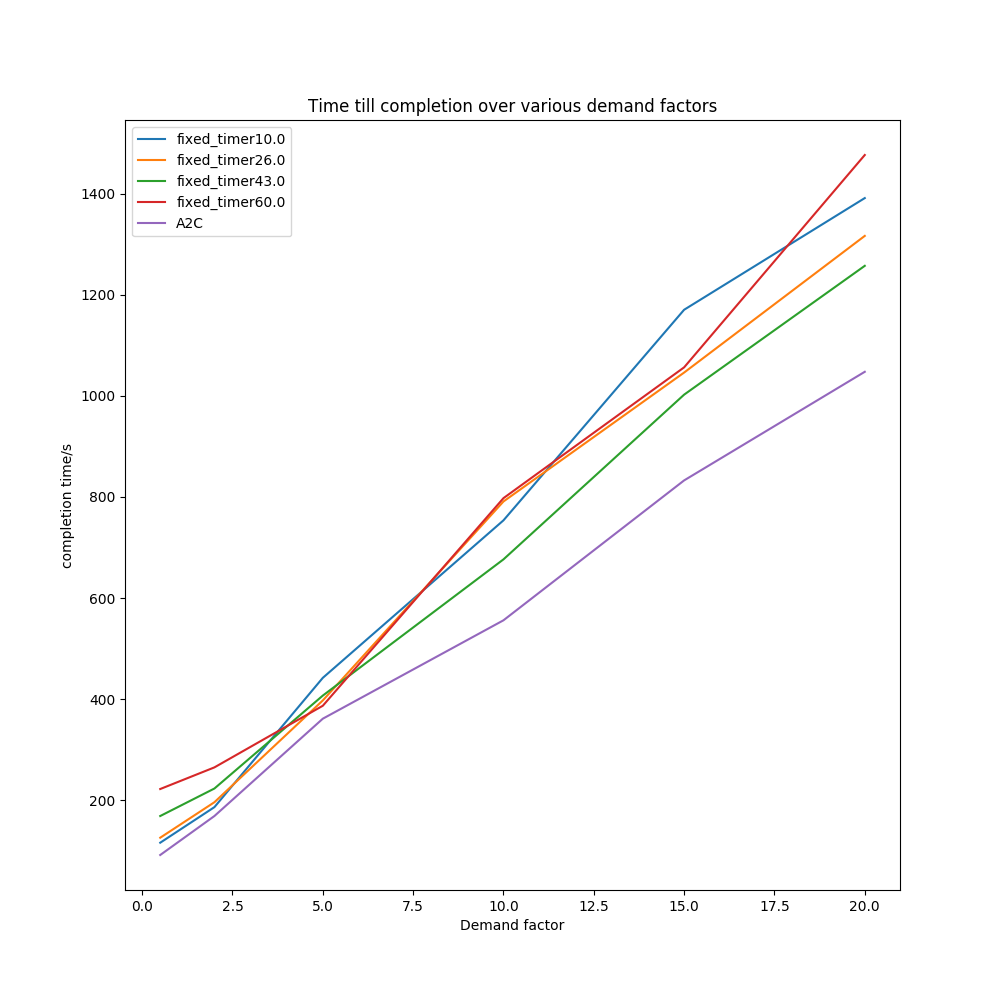 Time till completion over various demand factors
fixed_timer10.0
fixed_timer26.0
fixed_timer43.0
fixed_timer60.0
A2C
1400
1200
1000
800
600
400
200
completion time/s
0.0 2.5 5.0 7.5 10.0 12.5 15.0 17.5 20.0
Demand factor